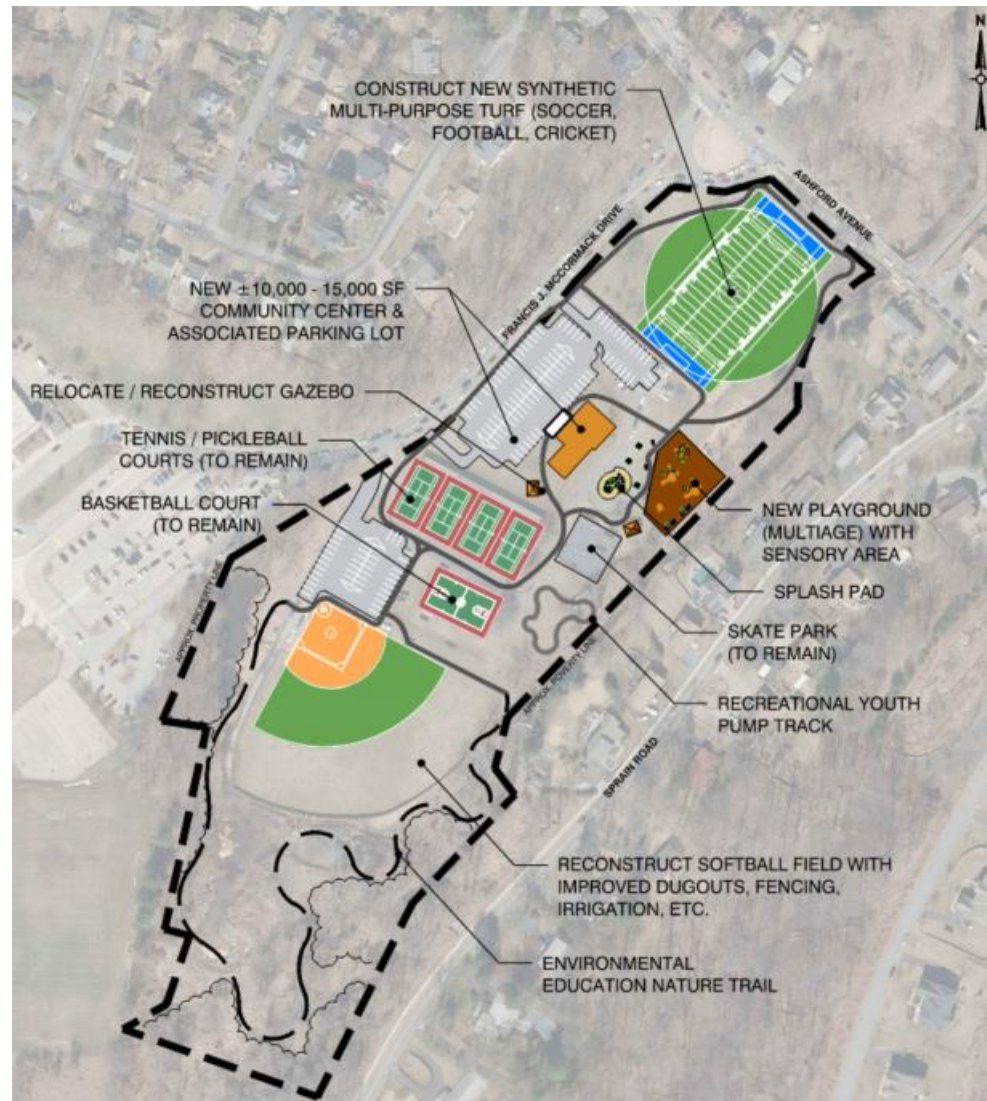 N
CONSTRUCT NEW SYNTHETIC
MULTI-PURPOSE TURF (SOCCER,
FOOTBALL, CRICKET)
ASHFORD AVENUE
FRANCIS J. MCCORMACK DRIVE
NEW ±10,000 - 15,000 SF
COMMUNITY CENTER &
ASSOCIATED PARKING LOT
RELOCATE / RECONSTRUCT GAZEBO
TENNIS / PICKLEBALL
COURTS (TO REMAIN)
BASKETBALL COURT
(TO REMAIN)
NEW PLAYGROUND
(MULTIAGE) WITH
SENSORY AREA
SPLASH PAD
SKATE PARK
(TO REMAIN)
APPROX. PROPERTY LINE
APPROX. PORERTY LINE
RECREATIONAL YOUTH
PUMP TRACK
SPRAIN ROAD
RECONSTRUCT SOFTBALL FIELD WITH
IMPROVED DUGOUTS, FENCING,
IRRIGATION, ETC.
ENVIRONMENTAL
EDUCATION NATURE TRAIL